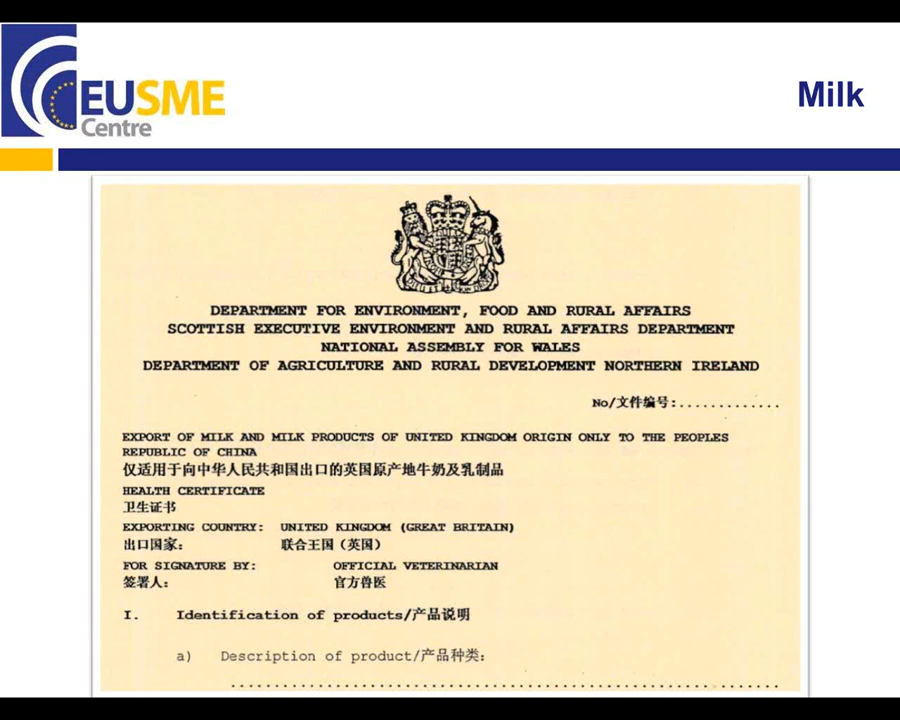 EUSME
Centre
Milk
DEPARTMENT FOR ENVIRONMENT, FOOD AND RURAL AFFAIRS
SCOTTISH EXECUTIVE ENVIRONMENT AND RURAL AFFAIRS DEPARTMENT
NATIONAL ASSEMBLY FOR WALES
DEPARTMENT OF AGRICULTURE AND RURAL DEVELOPMENT NORTHERN IRELAND
No/文件编号:.............
EXPORT OF MILK AND MILK PRODUCTS OF UNITED KINGDOM ORIGIN ONLY TO THE PEOPLES
REPUBLIC OF CHINA
仅适用于向中华人民共和国出口的英国原产地牛奶及乳制品
HEALTH CERTIFICATE
卫生证书
EXPORTING COUNTRY: UNITED KINGDOM (GREAT BRITAIN)
出口国家: 联合王国（英国）
FOR SIGNATURE BY: OFFICIAL VETERINARIAN
签署人: 官方兽医
I. Identification of products/产品说明
a) Description of product/产品种类: